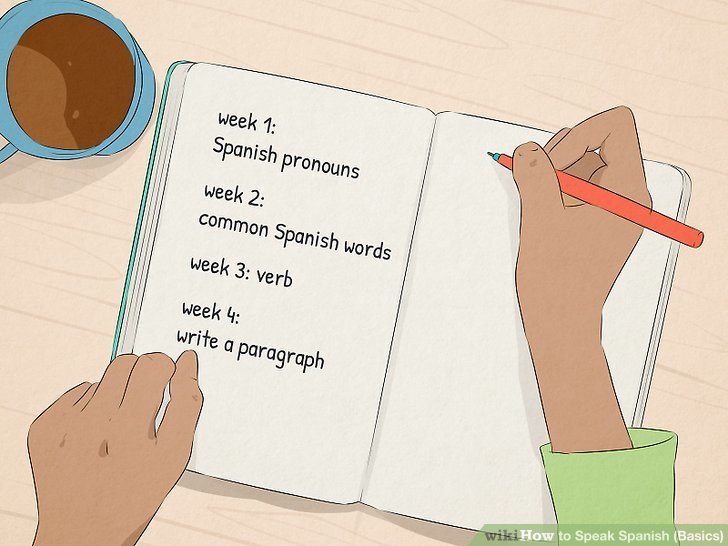 week 1:
Spanish pronouns
week 2:
common Spanish words
week 3: verb
week 4:
write a paragraph
wikiHow to Speak Spanish (Basics)